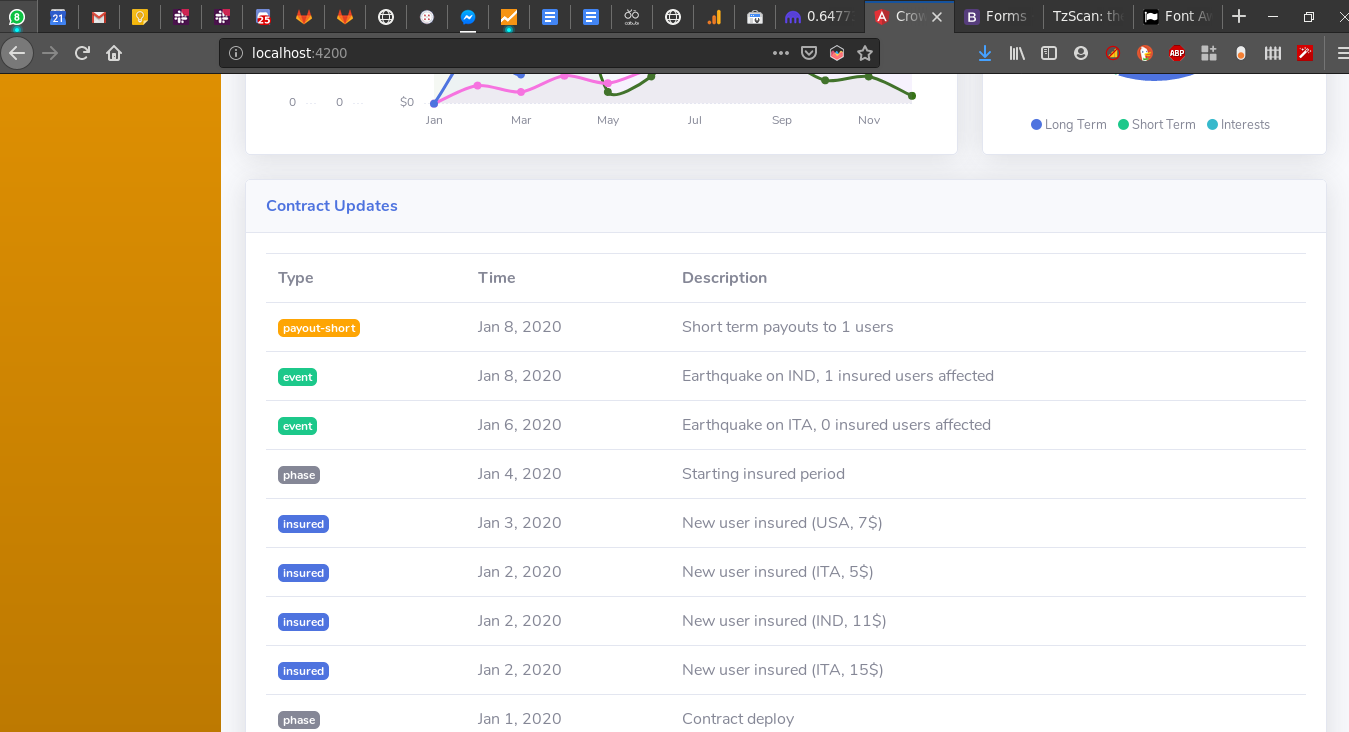 8 21 25 0.6477 Crow Forms TzScan: the Font Aw
localhost:4200
ABP
0 0 $0
Jan Mar May Jul Sep Nov
Long Term Short Term Interests
Contract Updates
Type Time Description
payout-short Jan 8, 2020 Short term payouts to 1 users
event Jan 8, 2020 Earthquake on IND, 1 insured users affected
event Jan 6, 2020 Earthquake on ITA, 0 insured users affected
phase Jan 4, 2020 Starting insured period
insured Jan 3, 2020 New user insured (USA, 7$)
insured Jan 2, 2020 New user insured (ITA, 5$)
insured Jan 2, 2020 New user insured (IND, 11$)
insured Jan 2, 2020 New user insured (ITA, 15$)
phase Jan 1, 2020 Contract deploy